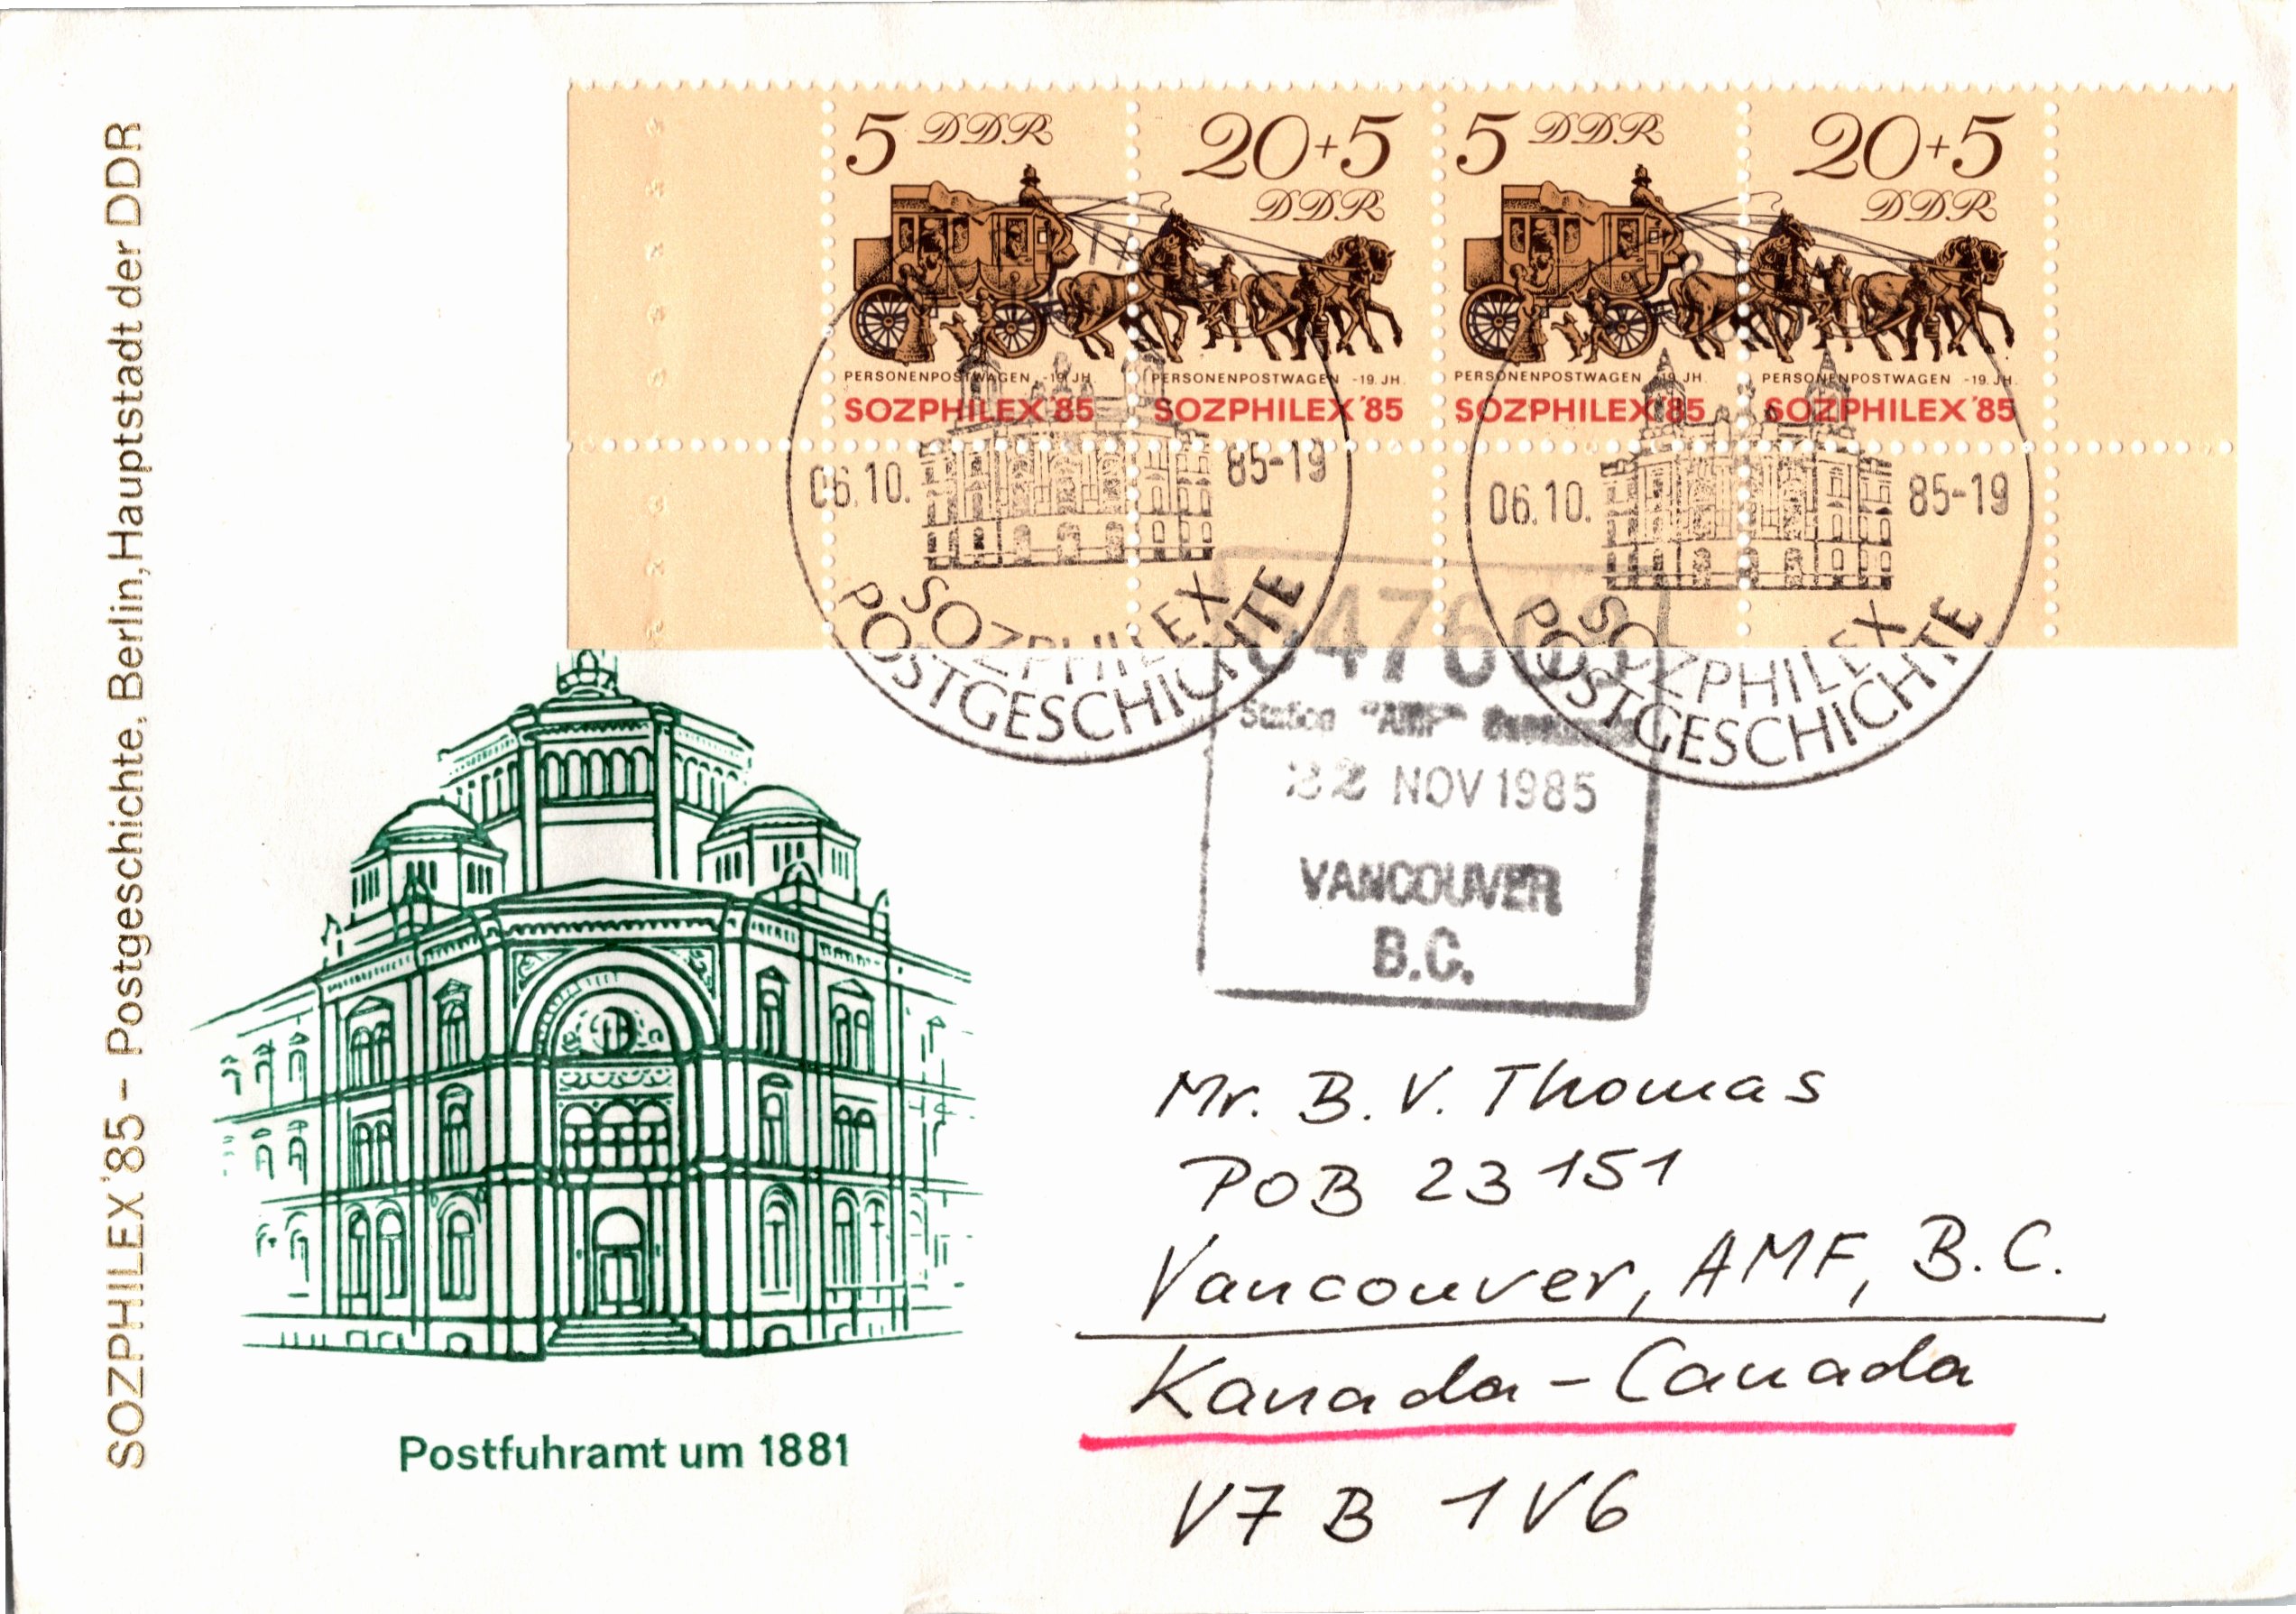 SOZPHILEX '85 – Postgeschichte, Berlin, Hauptstadt der DDR
5 DDR
20+5
DDR
PERSONENPOSTWAGEN - 19. JH.
PERSONENPOSTWAGEN - 19. JH.
SOZPHILEX '85
SOZPHILEX '85
5 DDR
20+5
DDR
PERSONENPOSTWAGEN - 19. JH.
PERSONENPOSTWAGEN - 19. JH.
SOZPHILEX '85
SOZPHILEX '85
06.10.
85-19
SOZPHILEX
POSTGESCHICHTE
06.10.
85-19
SOZPHILEX
POSTGESCHICHTE
Station "AMF"
22 NOV 1985
VANCOUVER
B.C.
Mr. B. V. Thomas
POB 23 151
Vancouver, AMF, B.C.
Kanada - Canada
V7B 1V6
Postfuhramt um 1881